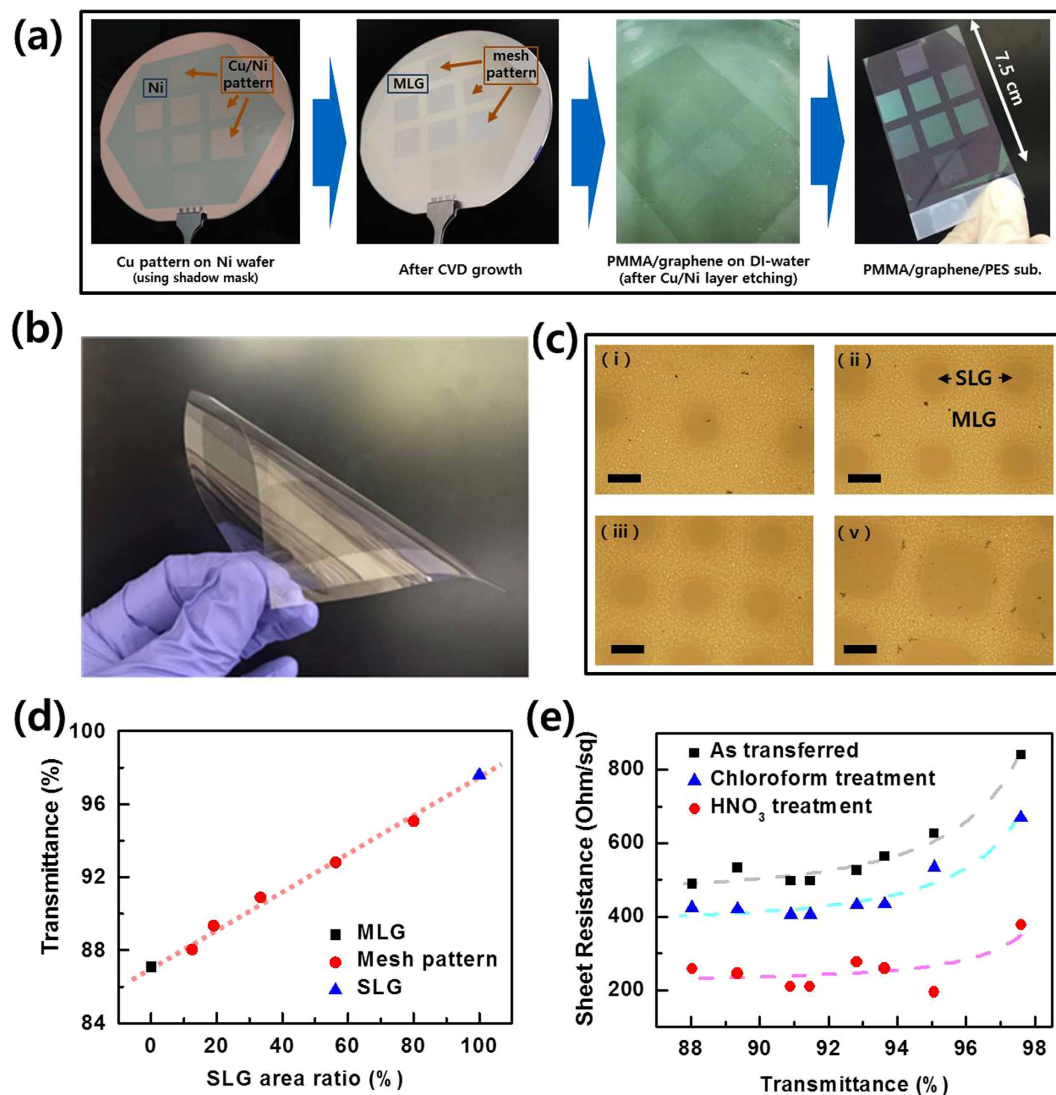 (a)
Ni
Cu/Ni
pattern
MLG
mesh
pattern
7.5 cm
Cu pattern on Ni wafer
(using shadow mask)
After CVD growth
PMMA/graphene on DI-water
(after Cu/Ni layer etching)
PMMA/graphene/PES sub.
(b)
(c)
(i)
(ii)
SLG
MLG
(iii)
(v)
(d)
100
96
92
88
84
Transmittance (%)
MLG
Mesh pattern
SLG
0 20 40 60 80 100
SLG area ratio (%)
(e)
800
600
400
200
Sheet Resistance (Ohm/sq)
As transferred
Chloroform treatment
HNO₃ treatment
88 90 92 94 96 98
Transmittance (%)